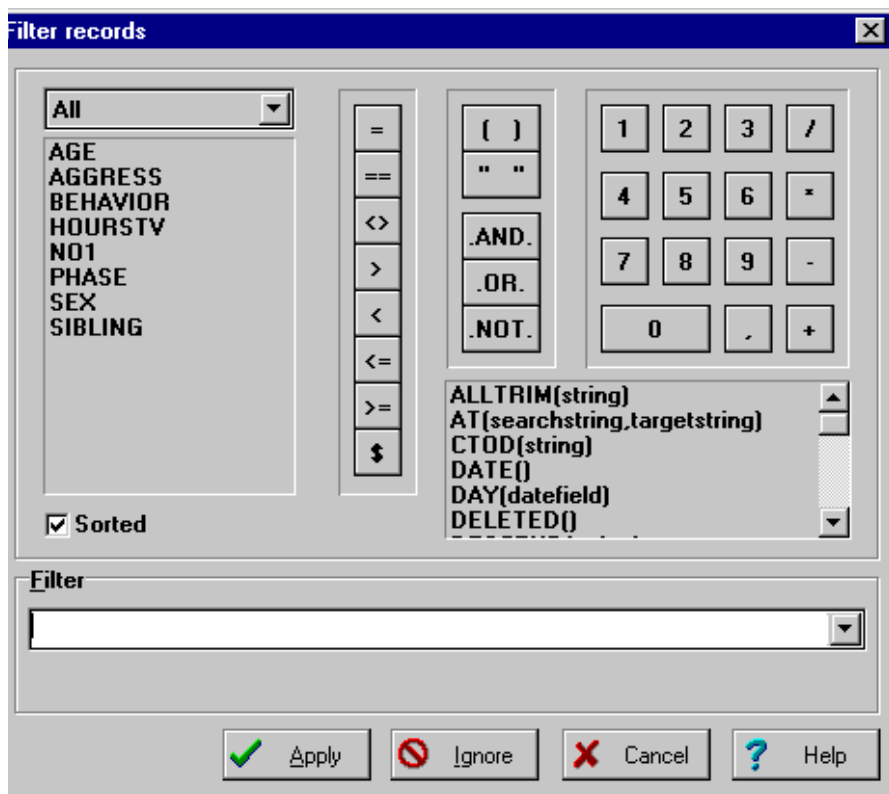 Filter records
All
AGE
AGGRESS
BEHAVIOR
HOURSTV
NO1
PHASE
SEX
SIBLING
Sorted
=
==
<>
>
<
<=
>=
$
( )
" "
.AND.
.OR.
.NOT.
1 2 3 /
4 5 6 *
7 8 9 -
0 , +
ALLTRIM(string)
AT(searchstring,targetstring)
CTOD(string)
DATE()
DAY(datefield)
DELETED()
Filter
Apply Ignore Cancel ? Help